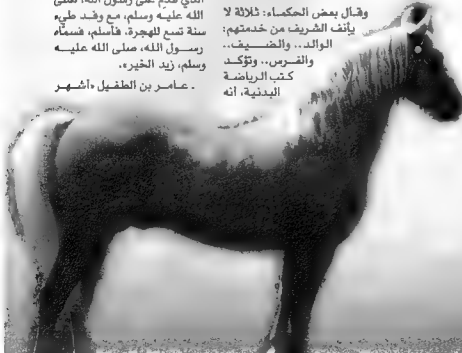 وقال بعض الحكماء: ثلاثة لا
يأنف الشريف من خدمتهم:
الوالد.. والضيف..
والفرس.. وتؤكد
كتب الرياضة
البدنية، أنه
الله عليه وسلم، مع وفد طيء
سنة تسع للهجرة. فأسلم، فسماه
رسول الله، صلى الله عليه
وسلم، زيد الخير».
. عامر بن الطفيل «أشهر